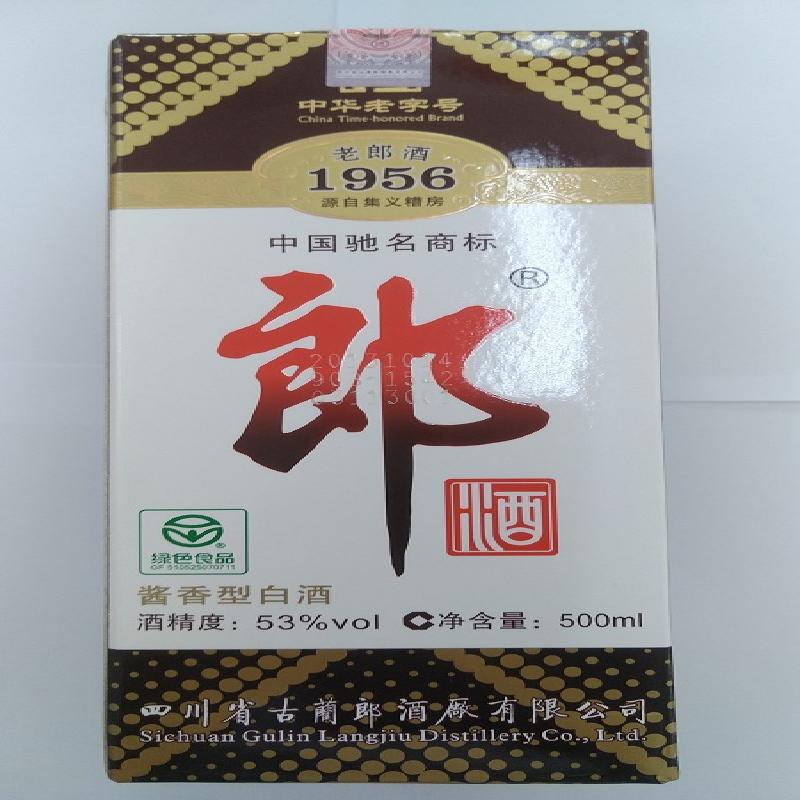 中华老字号
China Time-honored Brand
老郎酒
1956
源自集义糟房
中国驰名商标
郎
®
酒
绿色食品
GF510525070711
酱香型白酒
酒精度：53%vol
净含量：500ml
四川省古蔺郎酒厰有限公司
Sichuan Gulin Langjiu Distillery Co., Ltd.